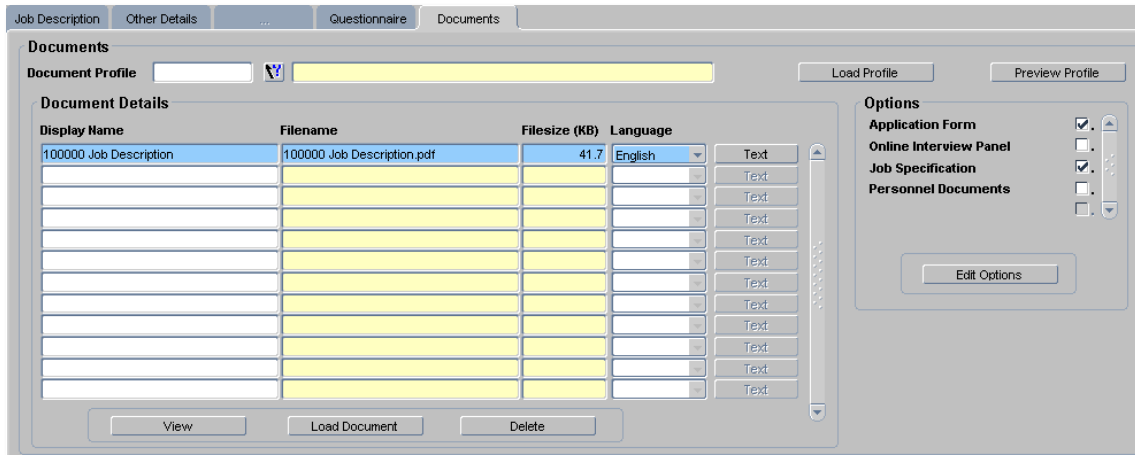 Job Description Other Details ... Questionnaire Documents
Documents
Document Profile Load Profile Preview Profile
Document Details
Options
Display Name Filename Filesize (KB) Language
Application Form .
Online Interview Panel .
Job Specification .
Personnel Documents .
.
100000 Job Description 100000 Job Description.pdf 41.7 English Text
Text
Text
Text
Text
Text
Text
Text
Text
Text
Text
Text
Edit Options
View Load Document Delete